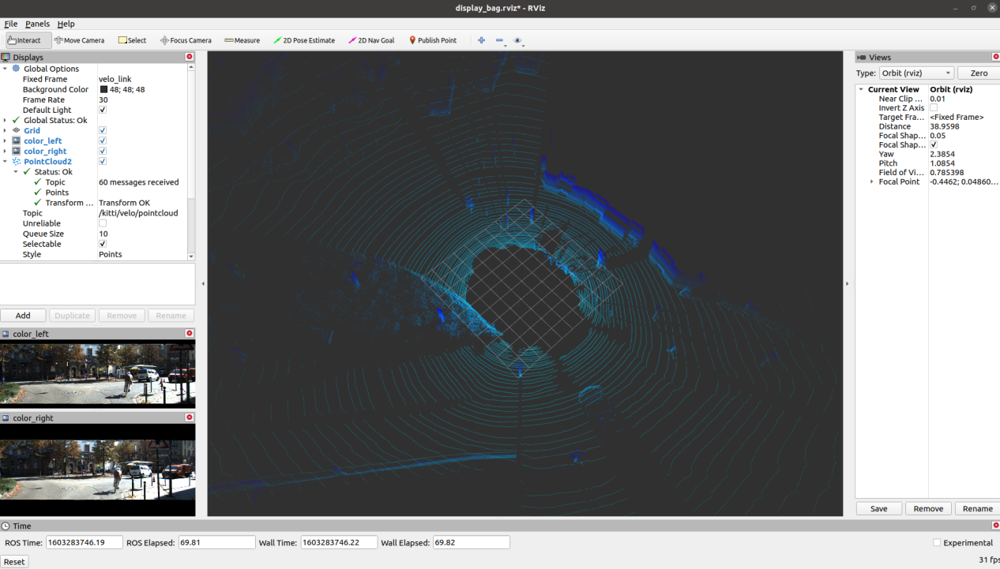 display_bag.rviz* - RViz
File Panels Help
Interact Move Camera Select Focus Camera Measure 2D Pose Estimate 2D Nav Goal Publish Point
Displays
Global Options
Fixed Frame velo_link
Background Color 48; 48; 48
Frame Rate 30
Default Light
Global Status: Ok
Grid
color_left
color_right
PointCloud2
Status: Ok
Topic 60 messages received
Points
Transform ... Transform OK
Topic /kitti/velo/pointcloud
Unreliable
Queue Size 10
Selectable
Style Points
Add Duplicate Remove Rename
color_left
color_right
Views
Type: Orbit (rviz) Zero
Current View Orbit (rviz)
Near Clip ... 0.01
Invert Z Axis
Target Fra... <Fixed Frame>
Distance 38.9598
Focal Shap... 0.05
Focal Shap...
Yaw 2.3854
Pitch 1.0854
Field of Vi... 0.785398
Focal Point -0.4462; 0.04860...
Save Remove Rename
Time
ROS Time: 1603283746.19 ROS Elapsed: 69.81 Wall Time: 1603283746.22 Wall Elapsed: 69.82 Experimental
Reset 31 fps